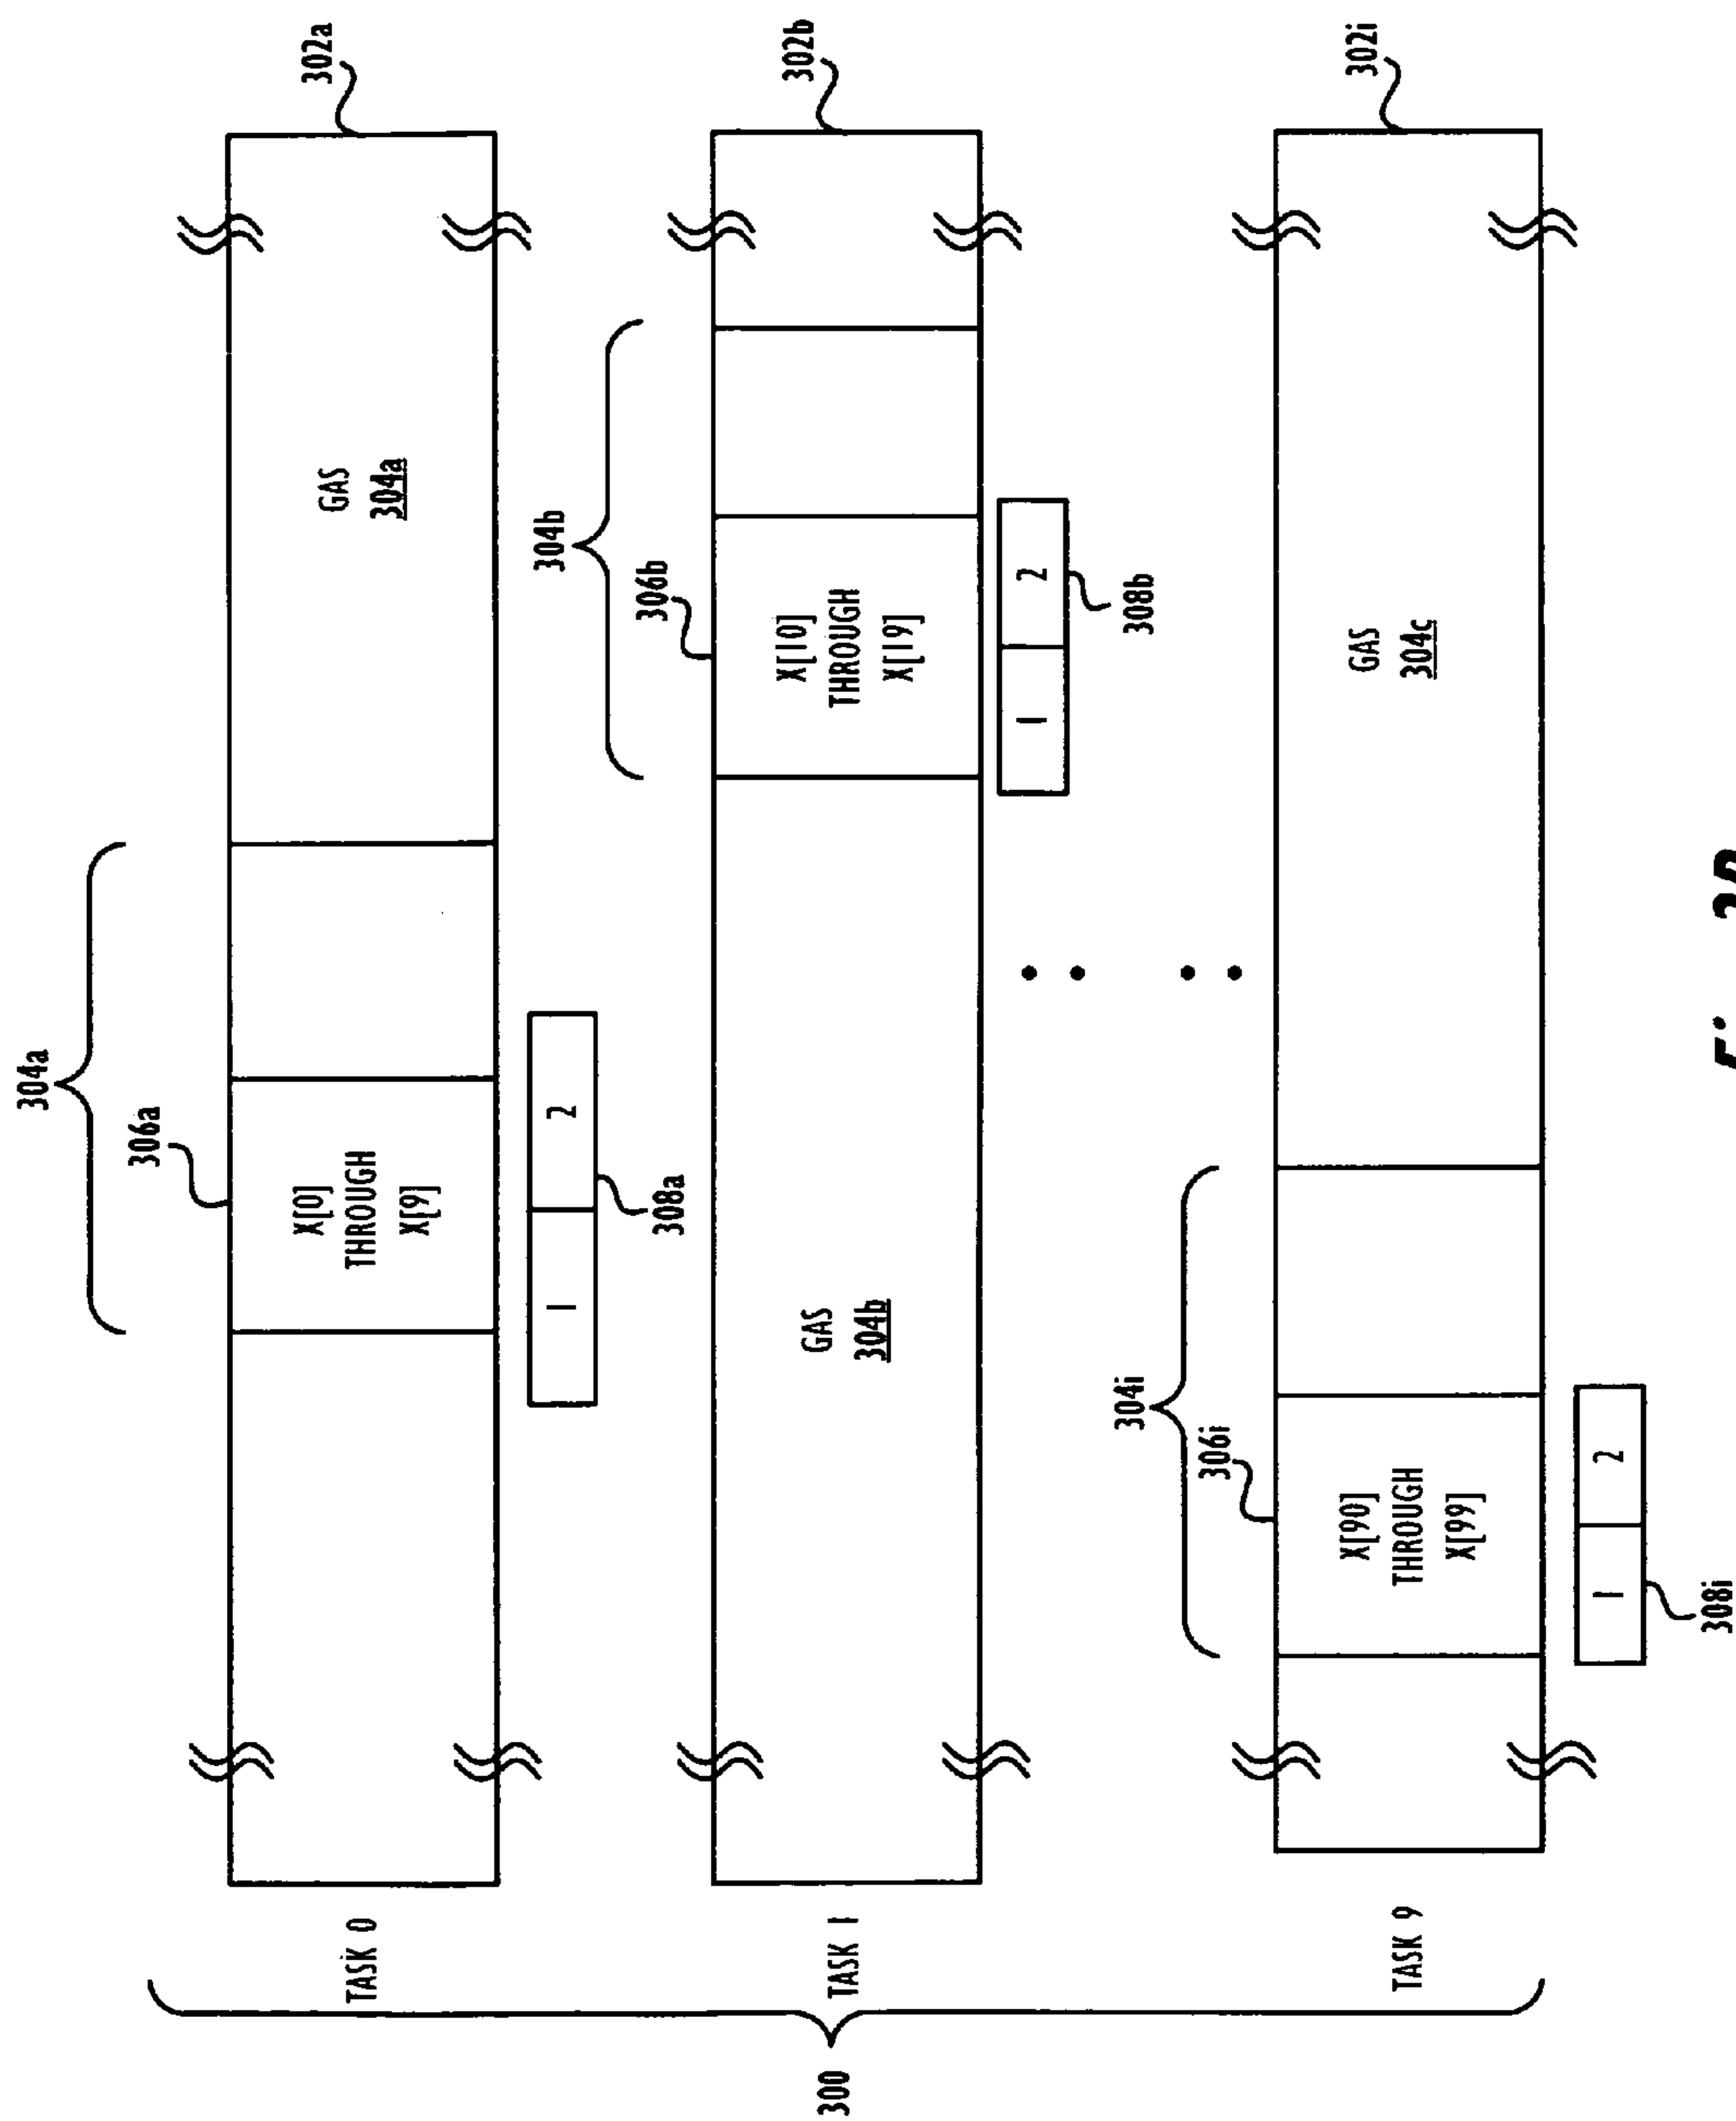 304a
306a
302a
TASK 0
X[0]
THROUGH
X[9]
GAS
304a
1 2
308a
304b
306b
302b
300
TASK 1
GAS
304b
X[10]
THROUGH
X[19]
1 2
308b
304i
306i
302i
TASK 9
X[90]
THROUGH
X[99]
GAS
304c
1 2
308i